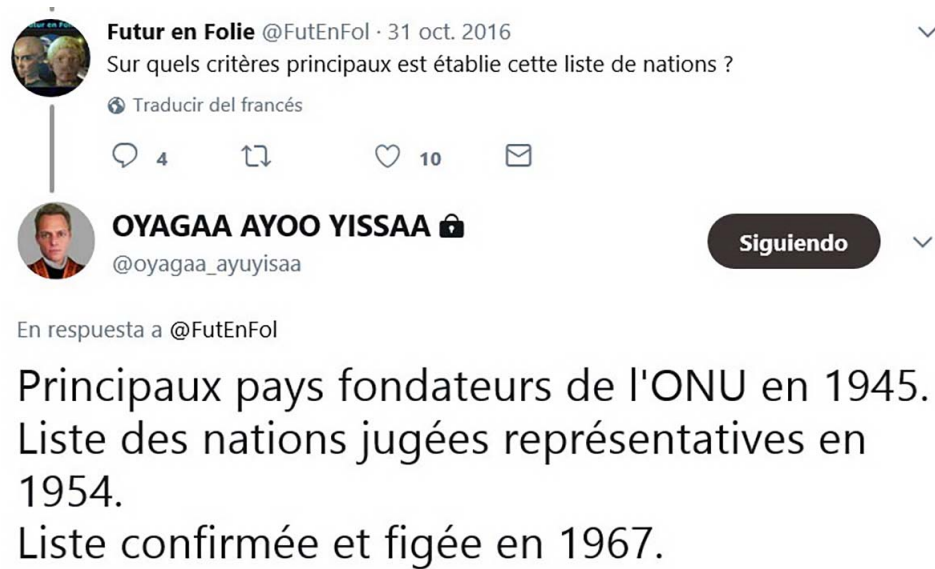 Futur en Folie @FutEnFol · 31 oct. 2016
Sur quels critères principaux est établie cette liste de nations ?
Traducir del francés
4 10
OYAGAA AYOO YISSAA
@oyagaa_ayuyisaa
Siguiendo
En respuesta a @FutEnFol
Principaux pays fondateurs de l'ONU en 1945.
Liste des nations jugées représentatives en
1954.
Liste confirmée et figée en 1967.